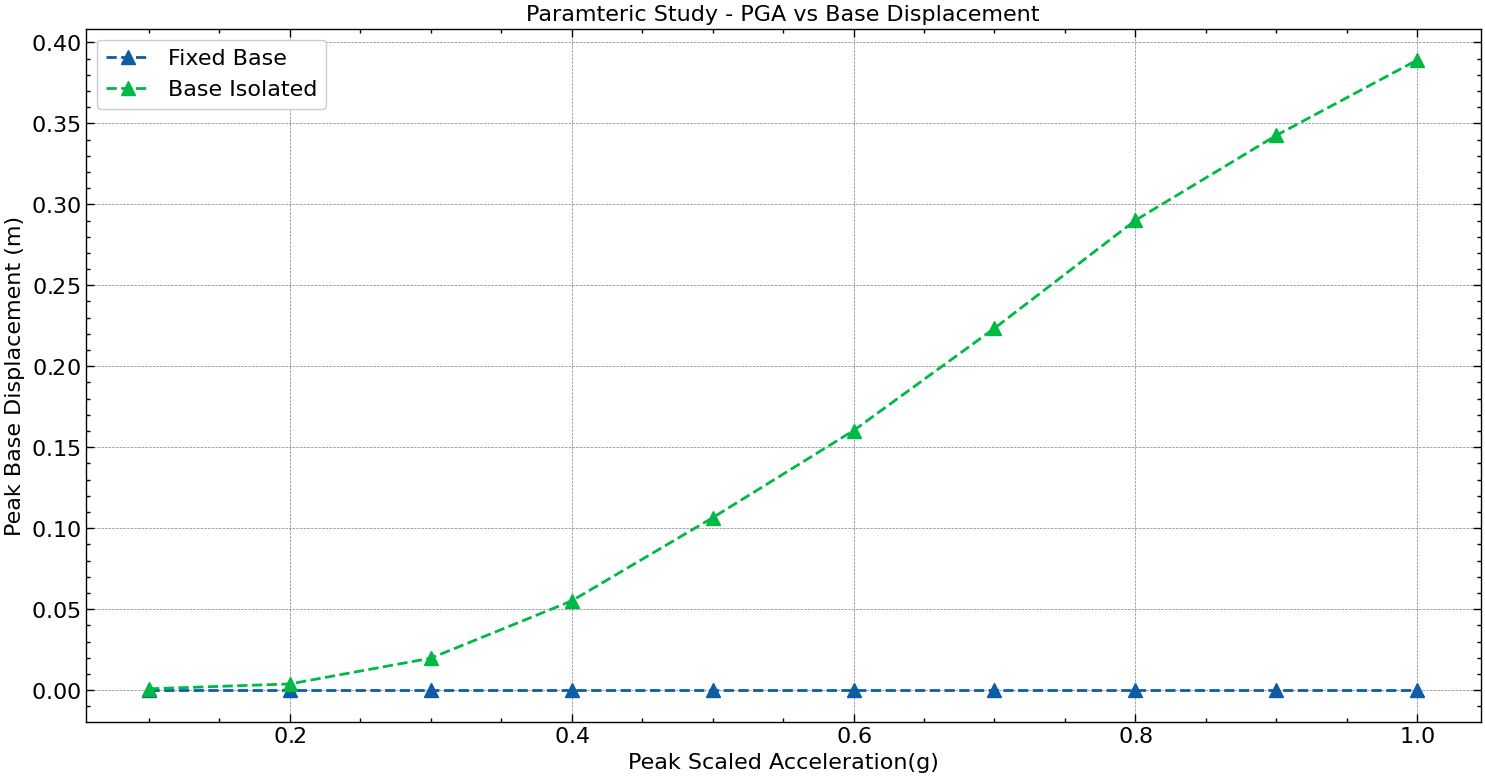 Paramteric Study - PGA vs Base Displacement
Fixed Base
Base Isolated
0.40
0.35
0.30
0.25
0.20
0.15
0.10
0.05
0.00
Peak Base Displacement (m)
0.2 0.4 0.6 0.8 1.0
Peak Scaled Acceleration(g)